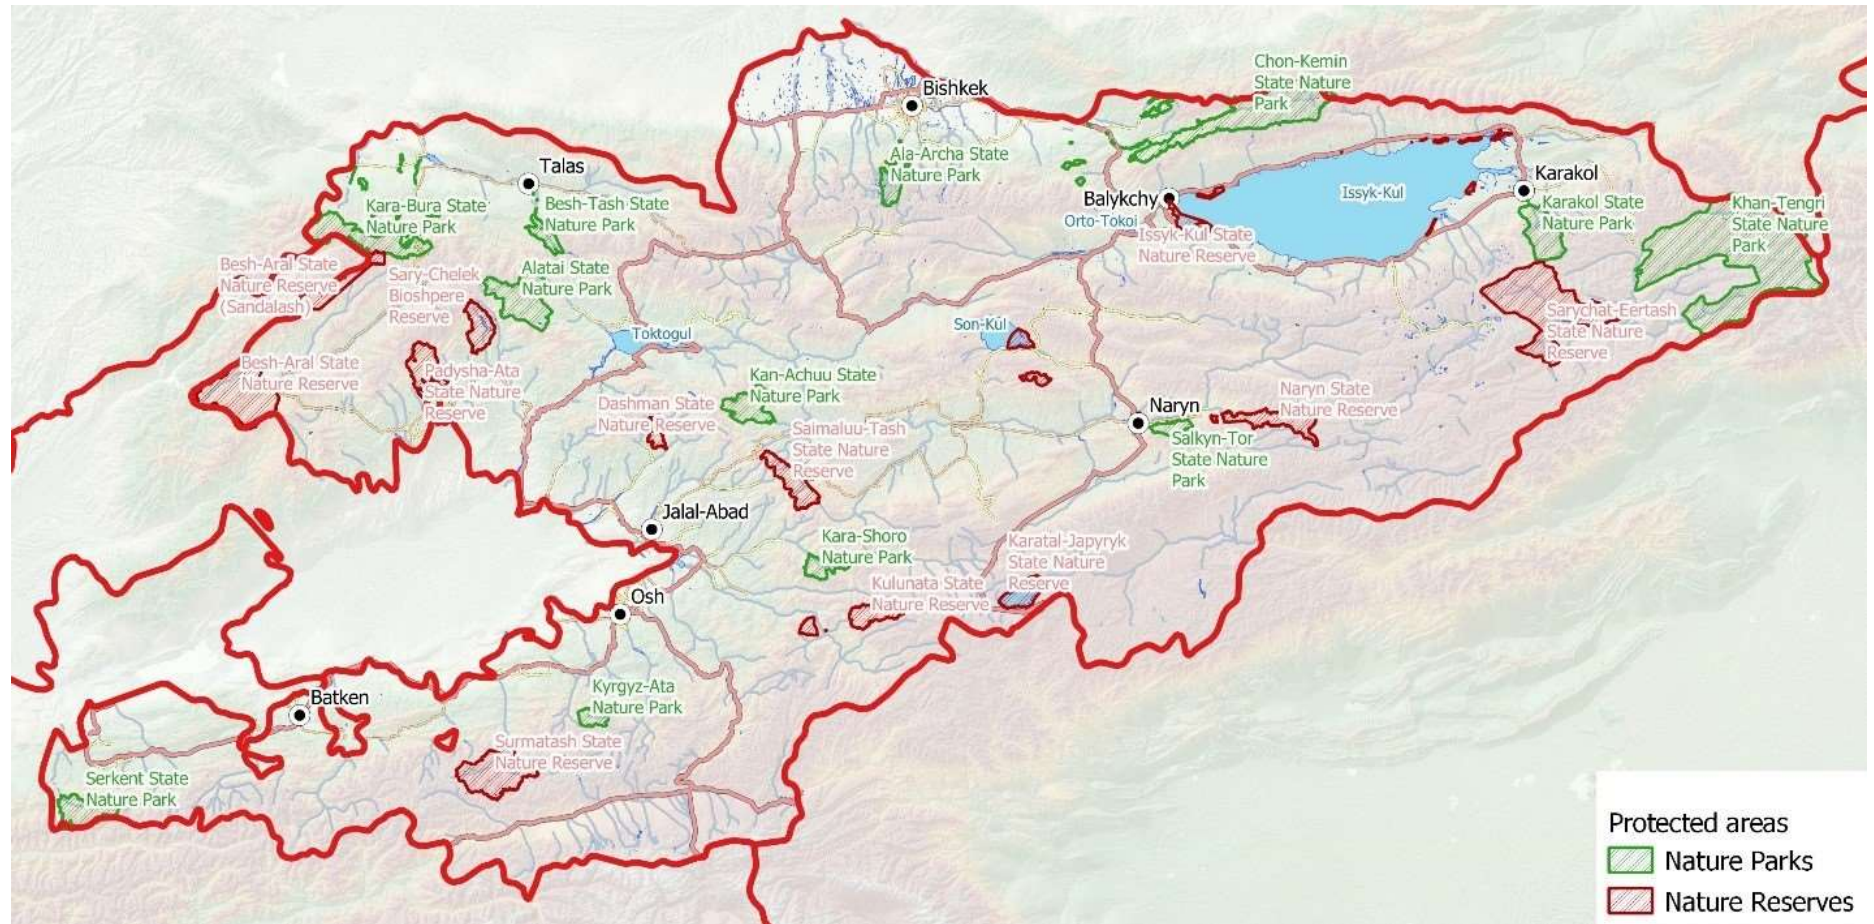 Chon-Kemin
State Nature
Park
Bishkek
Ala-Archa State
Nature Park
Talas
Kara-Bura State
Nature Park
Besh-Tash State
Nature Park
Balykchy
Orto-Tokoi
Issyk-Kul State
Nature Reserve
Issyk-Kul
Karakol
Karakol State
Nature Park
Khan-Tengri
State Nature
Park
Besh-Aral State
Nature Reserve
(Sandalash)
Sary-Chelek
Bioshpere
Reserve
Alatai State
Nature Park
Toktogul
Son-Kul
Sarychat-Eertash
State Nature
Reserve
Besh-Aral State
Nature Reserve
Padysha-Ata
State Nature
Reserve
Kan-Achuu State
Nature Park
Dashman State
Nature Reserve
Saimaluu-Tash
State Nature
Reserve
Naryn
Salkyn-Tor
State Nature
Park
Naryn State
Nature Reserve
Jalal-Abad
Kara-Shoro
Nature Park
Karatal-Japyryk
State Nature
Reserve
Kulunata State
Nature Reserve
Osh
Batken
Kyrgyz-Ata
Nature Park
Surmatash State
Nature Reserve
Serkent State
Nature Park
Protected areas
Nature Parks
Nature Reserves